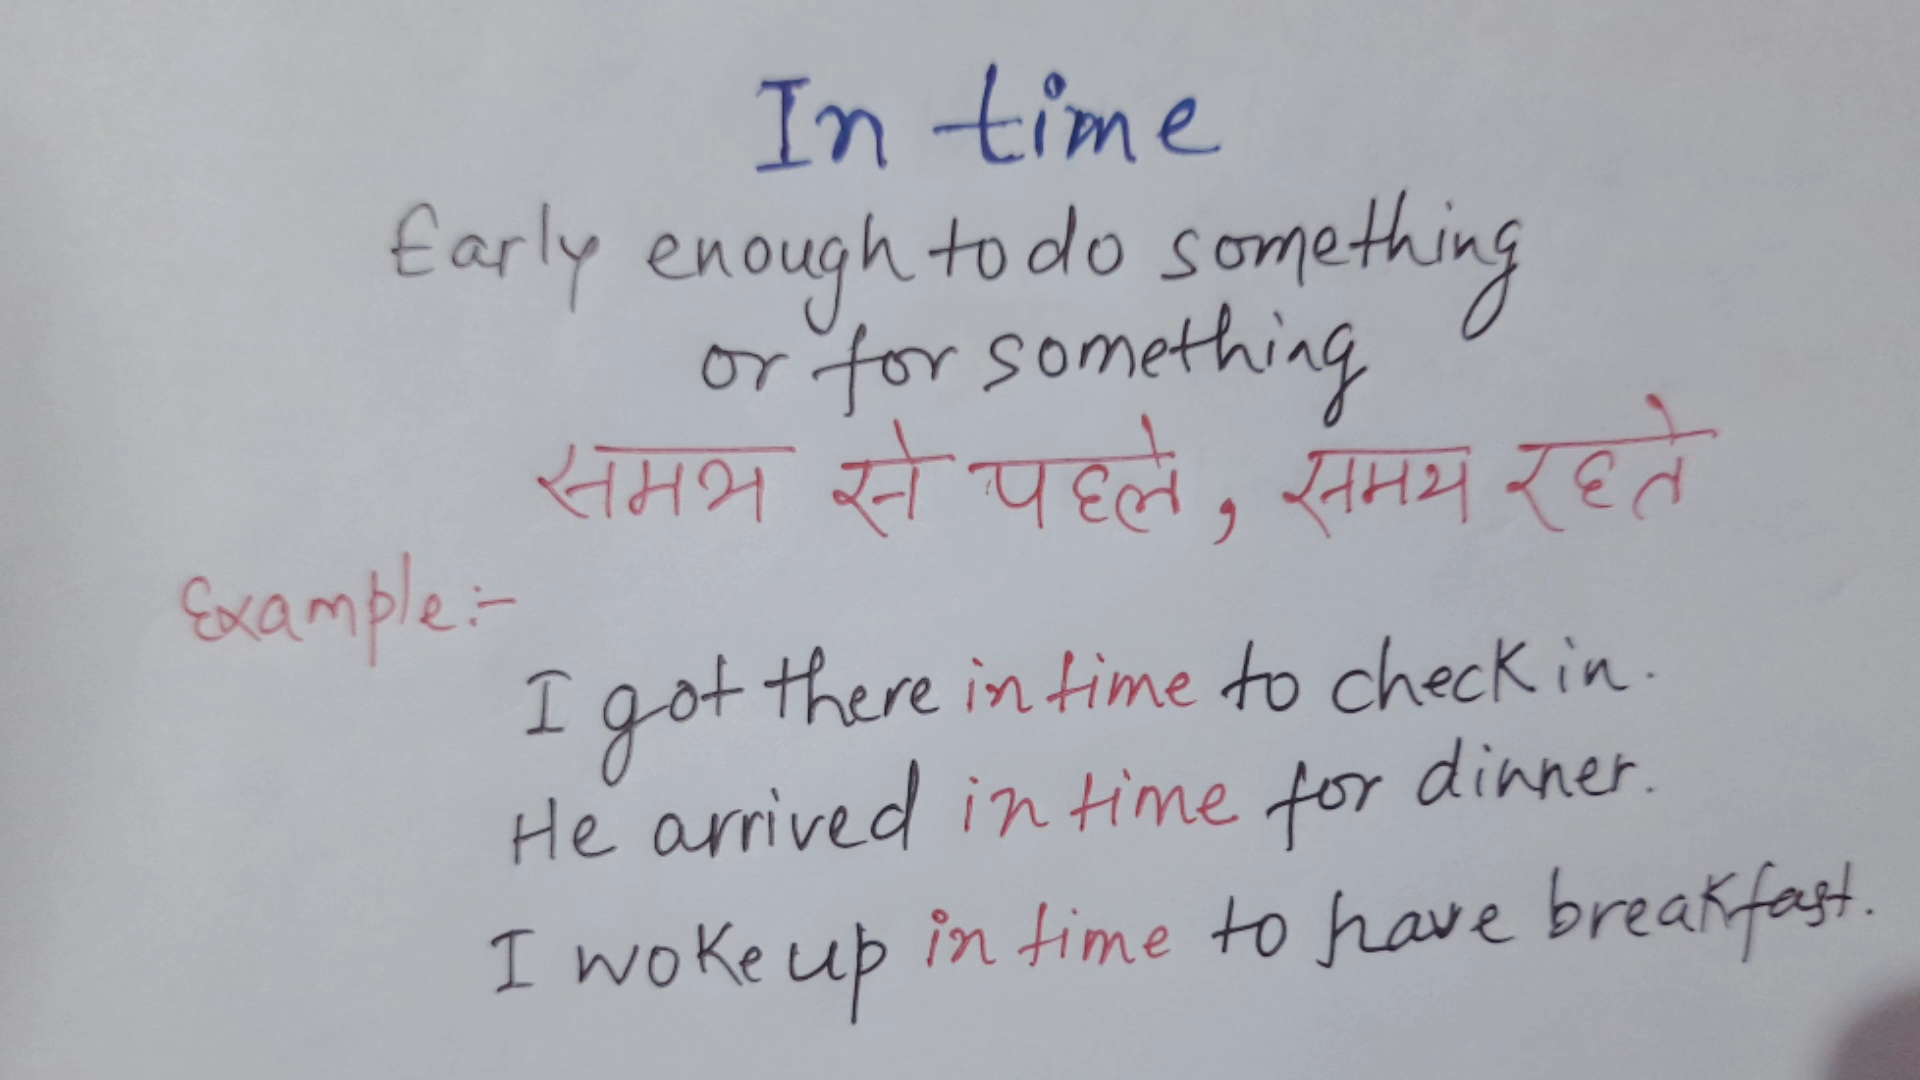 In time
Early enough to do something
or for something
समय से पहले, समय रहते
Example:-
I got there in time to check in.
He arrived in time for dinner.
I woke up in time to have breakfast.